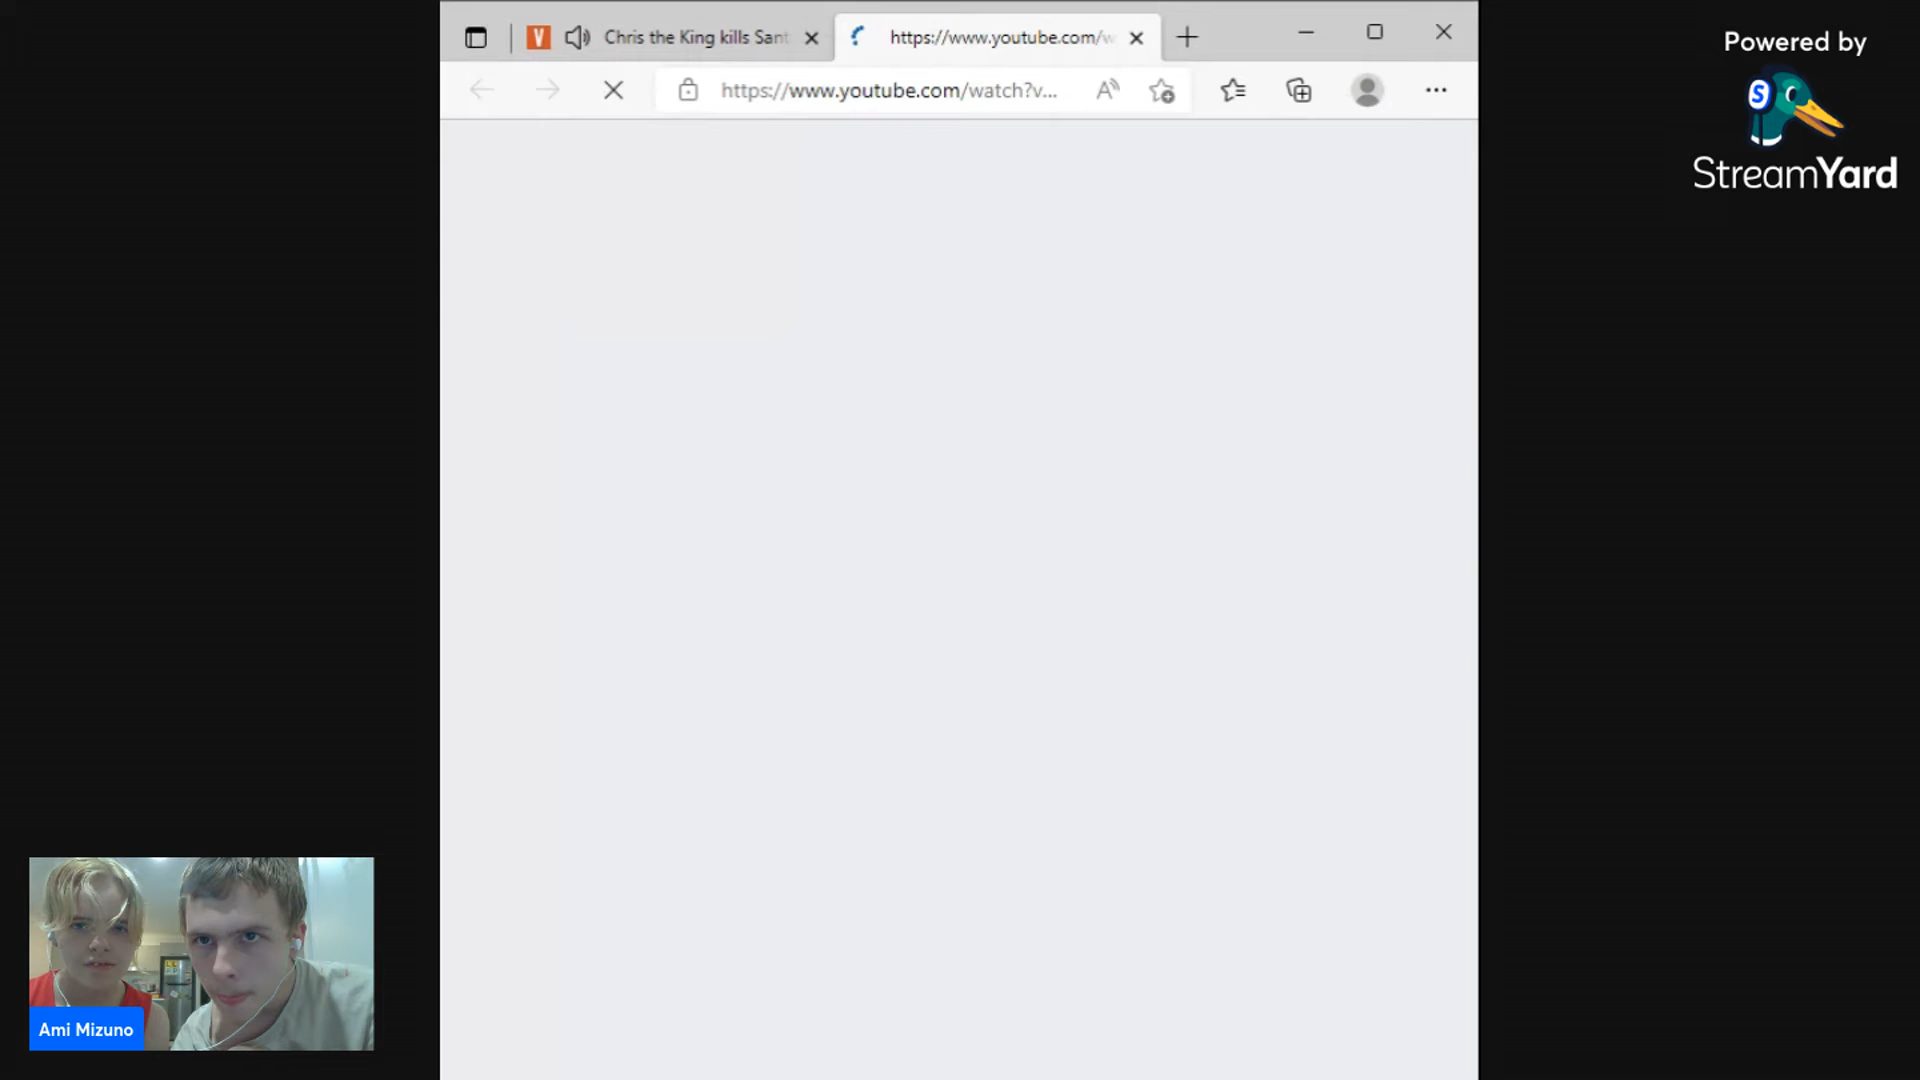 Chris the King kills Sant
https://www.youtube.com/w
https://www.youtube.com/watch?v...
Powered by
StreamYard
Ami Mizuno